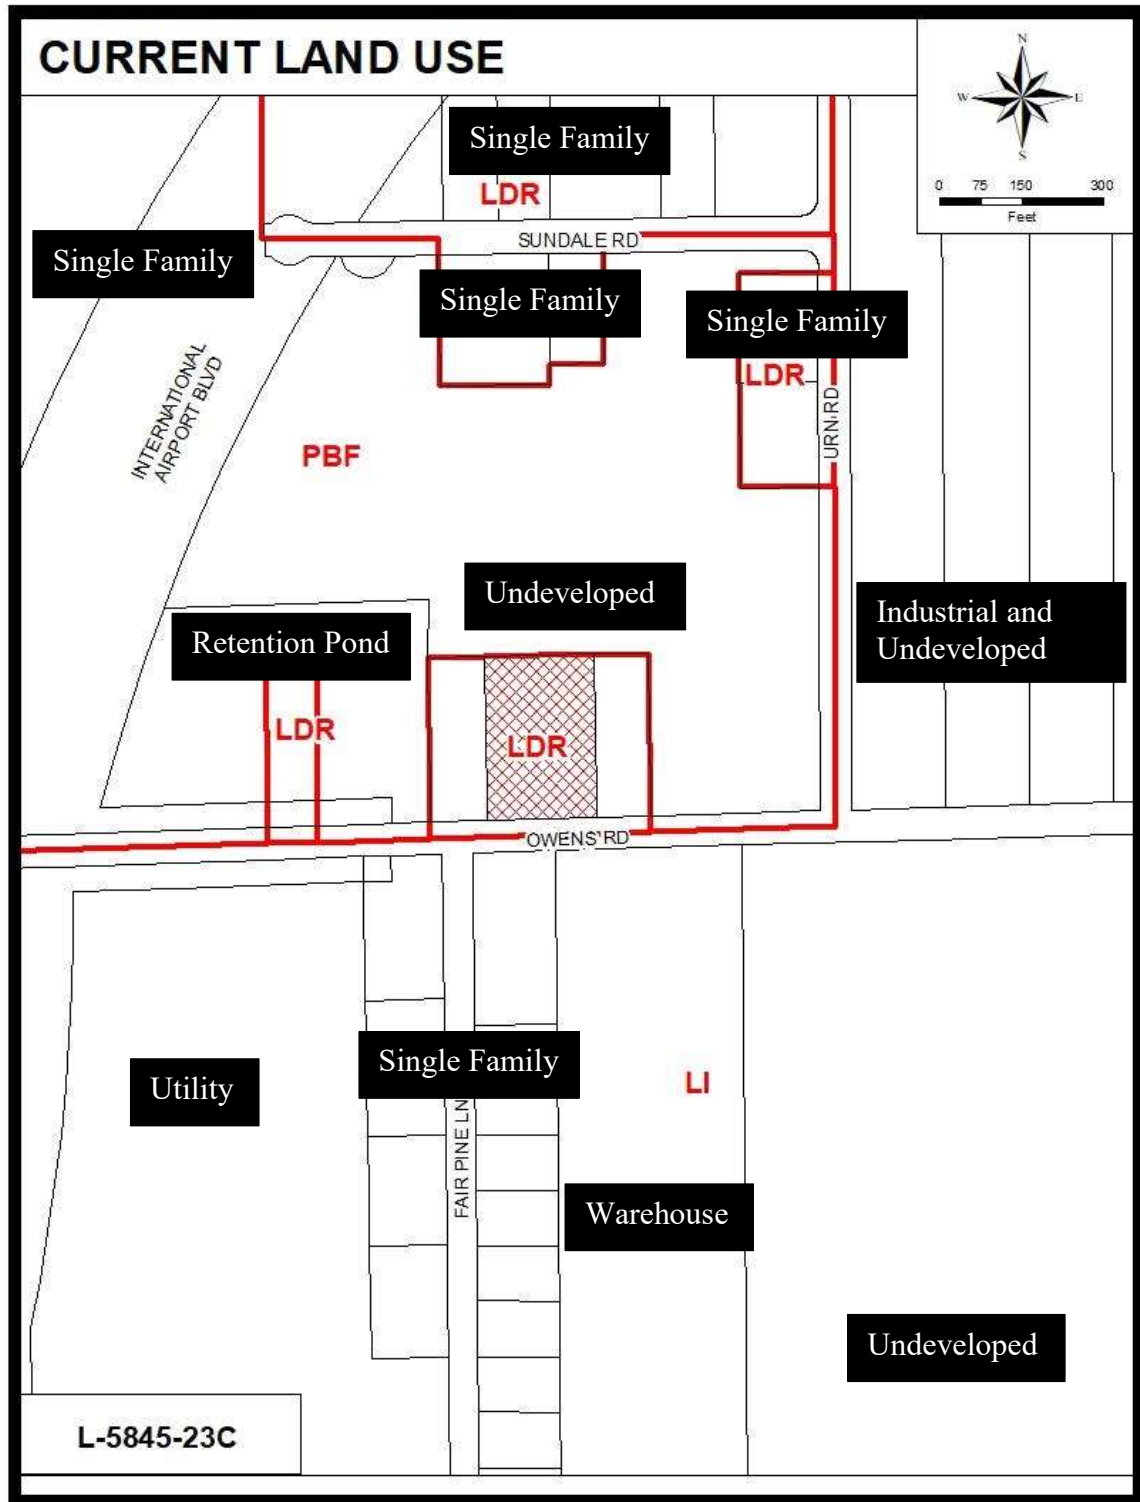 CURRENT LAND USE
N
W
E
S
0 75 150 300
Feet
Single Family
LDR
SUNDALE RD
Single Family
Single Family
Single Family
LDR
URN RD
INTERNATIONAL
AIRPORT BLVD
PBF
Undeveloped
Industrial and
Undeveloped
Retention Pond
LDR
LDR
OWENS RD
Single Family
LI
Utility
FAIR PINE LN
Warehouse
Undeveloped
L-5845-23C